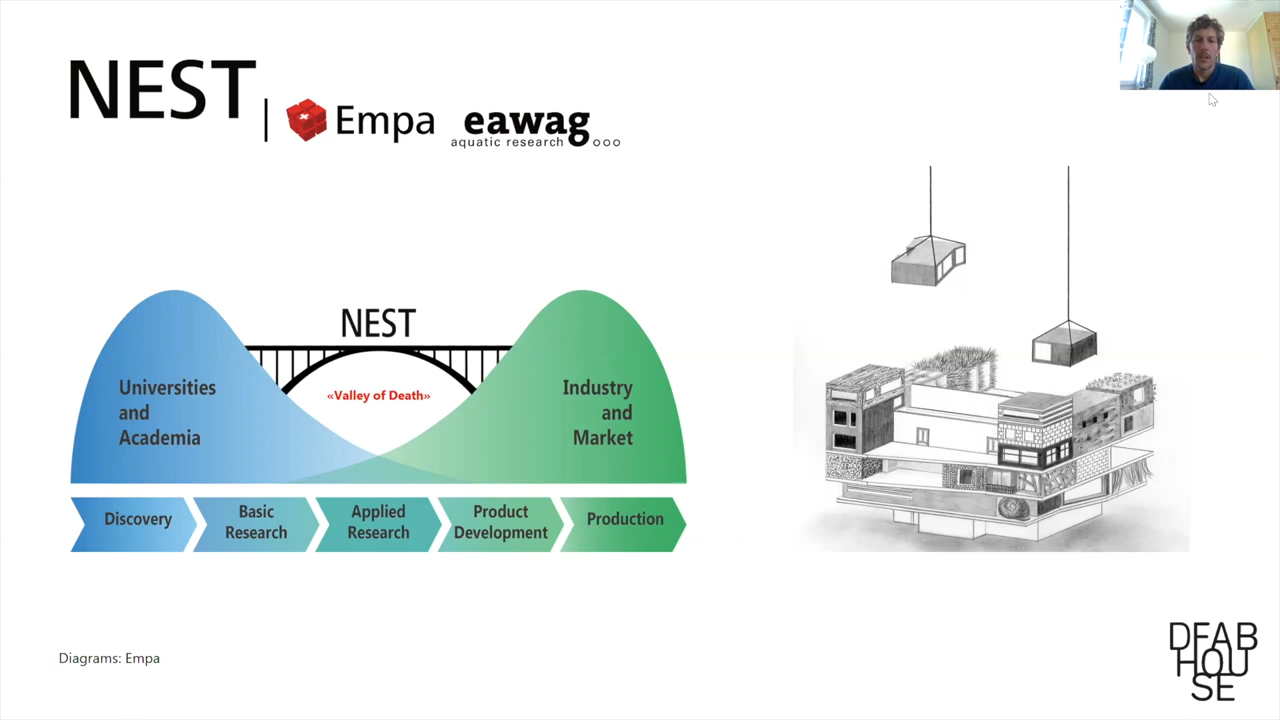 NEST
Empa
eawag
aquatic research
NEST
«Valley of Death»
Universities
and
Academia
Industry
and
Market
Discovery
Basic
Research
Applied
Research
Product
Development
Production
Diagrams: Empa
DFAB
HOU
SE